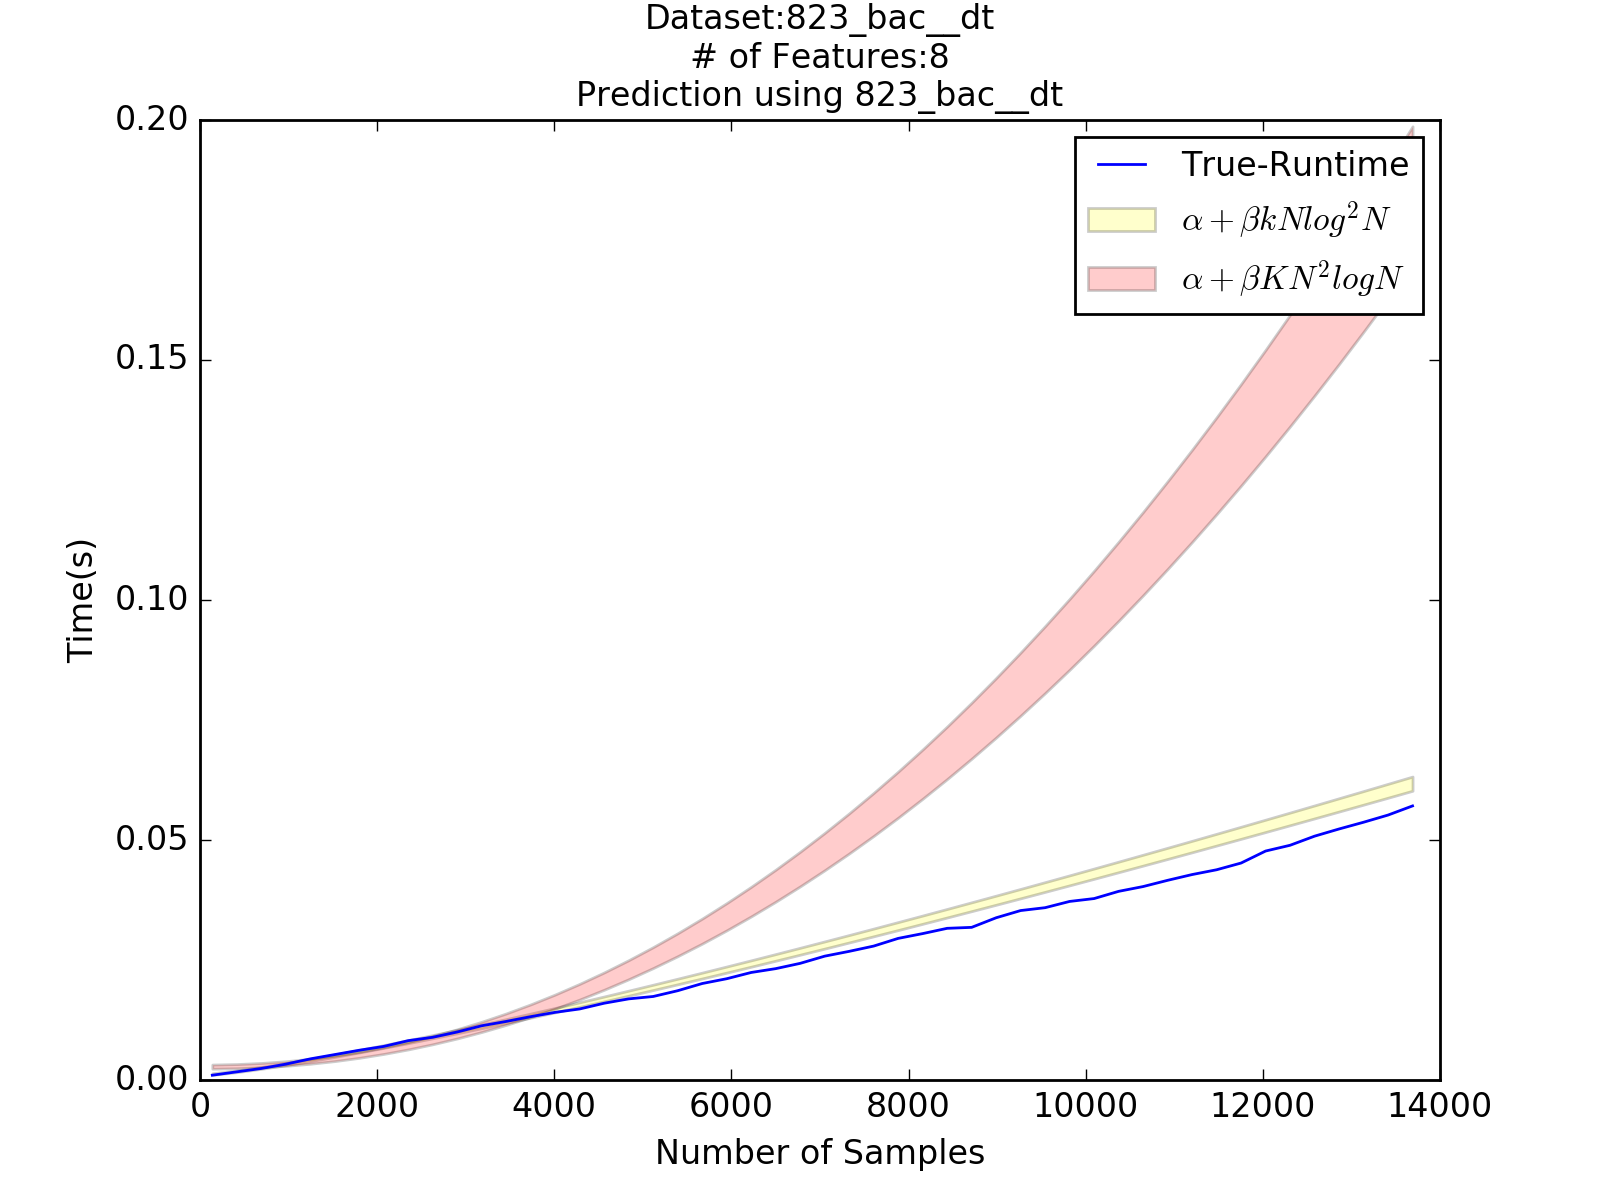 Dataset:823_bac__dt
# of Features:8
Prediction using 823_bac__dt
0.20
0.15
0.10
0.05
0.00
Time(s)
True-Runtime
α + βkNlog²N
α + βKN²logN
0 2000 4000 6000 8000 10000 12000 14000
Number of Samples